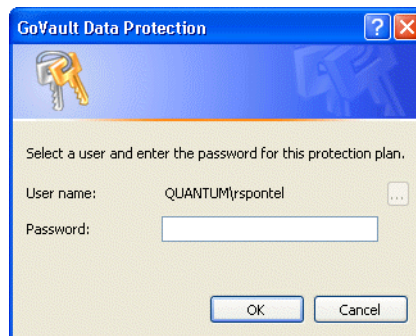 GoVault Data Protection
Select a user and enter the password for this protection plan.
User name: QUANTUM\rspontel ...
Password:
OK Cancel